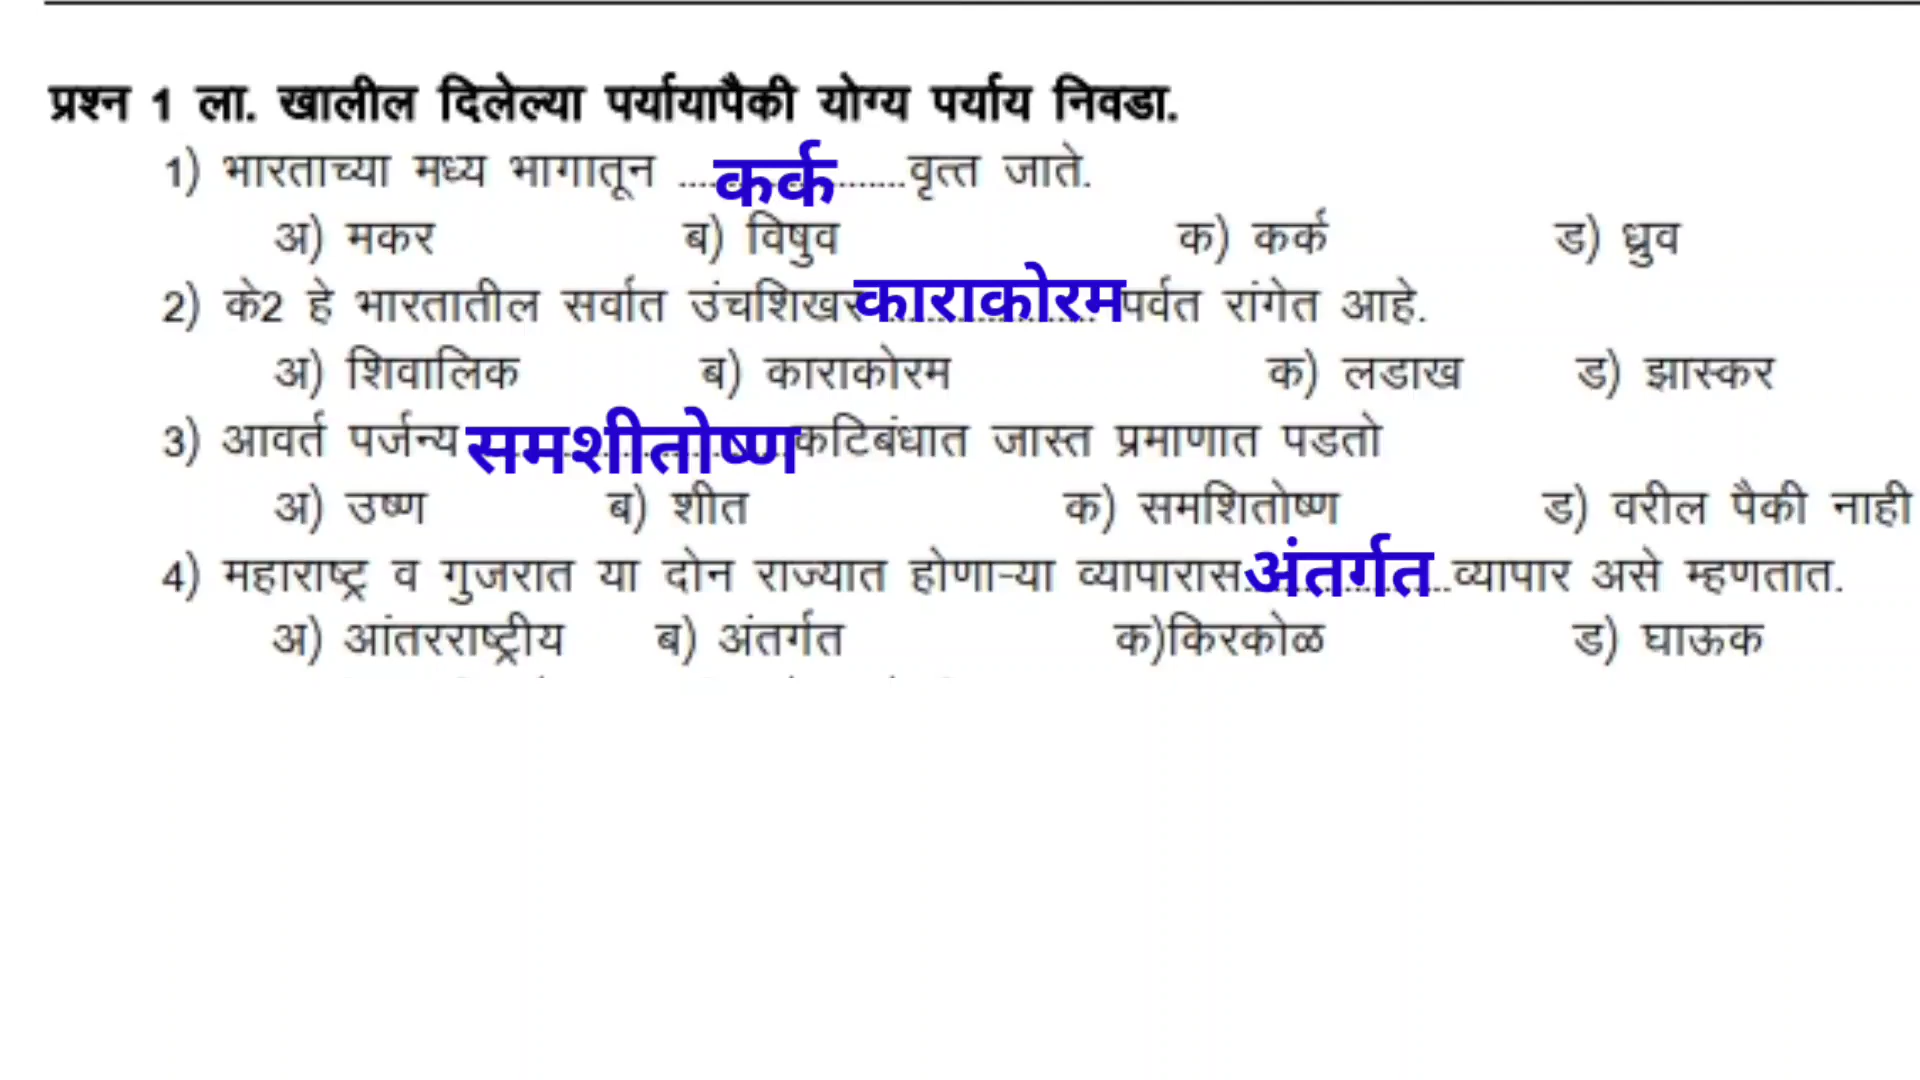 प्रश्न 1 ला. खालील दिलेल्या पर्यायापैकी योग्य पर्याय निवडा.
1) भारताच्या मध्य भागातून ....कर्क......वृत्त जाते.
अ) मकर ब) विषुव क) कर्क ड) ध्रुव
2) के2 हे भारतातील सर्वात उंचशिखर काराकोरम पर्वत रांगेत आहे.
अ) शिवालिक ब) काराकोरम क) लडाख ड) झास्कर
3) आवर्त पर्जन्य समशीतोष्ण कटिबंधात जास्त प्रमाणात पडतो
अ) उष्ण ब) शीत क) समशितोष्ण ड) वरील पैकी नाही
4) महाराष्ट्र व गुजरात या दोन राज्यात होणाऱ्या व्यापारास.अंतर्गत..व्यापार असे म्हणतात.
अ) आंतरराष्ट्रीय ब) अंतर्गत क)किरकोळ ड) घाऊक